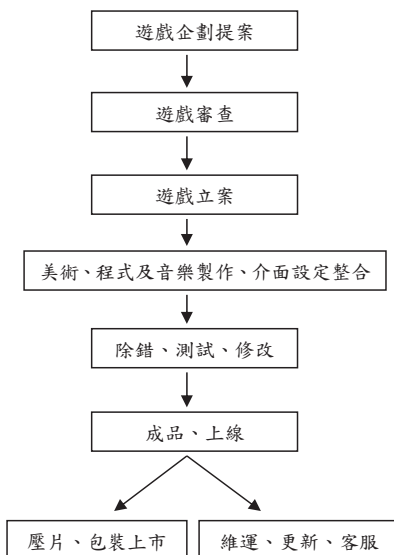 遊戲企劃提案
遊戲審查
遊戲立案
美術、程式及音樂製作、介面設定整合
除錯、測試、修改
成品、上線
壓片、包裝上市
維運、更新、客服